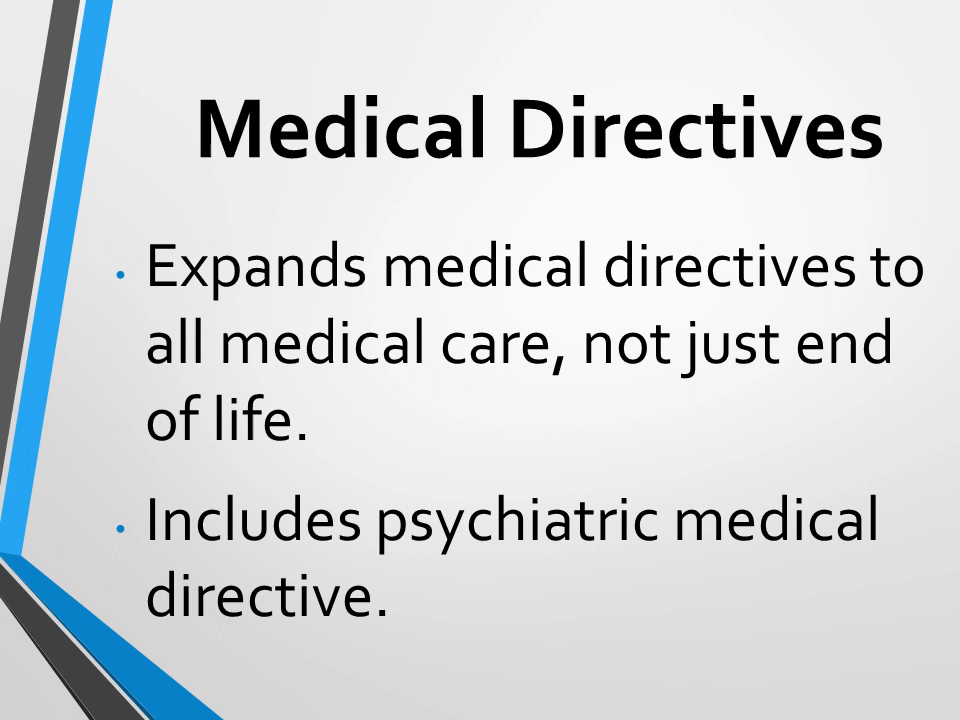 Medical Directives
• Expands medical directives to
all medical care, not just end
of life.
• Includes psychiatric medical
directive.